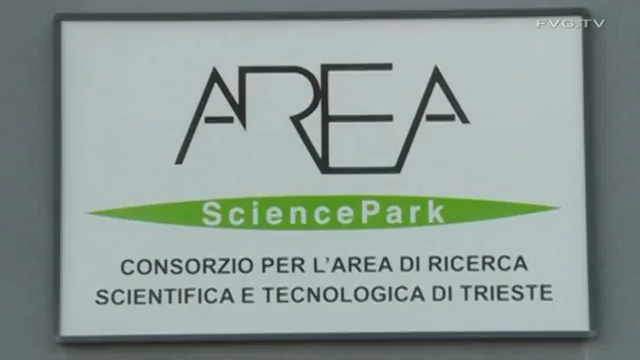 FVG.TV
AREA
SciencePark
CONSORZIO PER L'AREA DI RICERCA
SCIENTIFICA E TECNOLOGICA DI TRIESTE